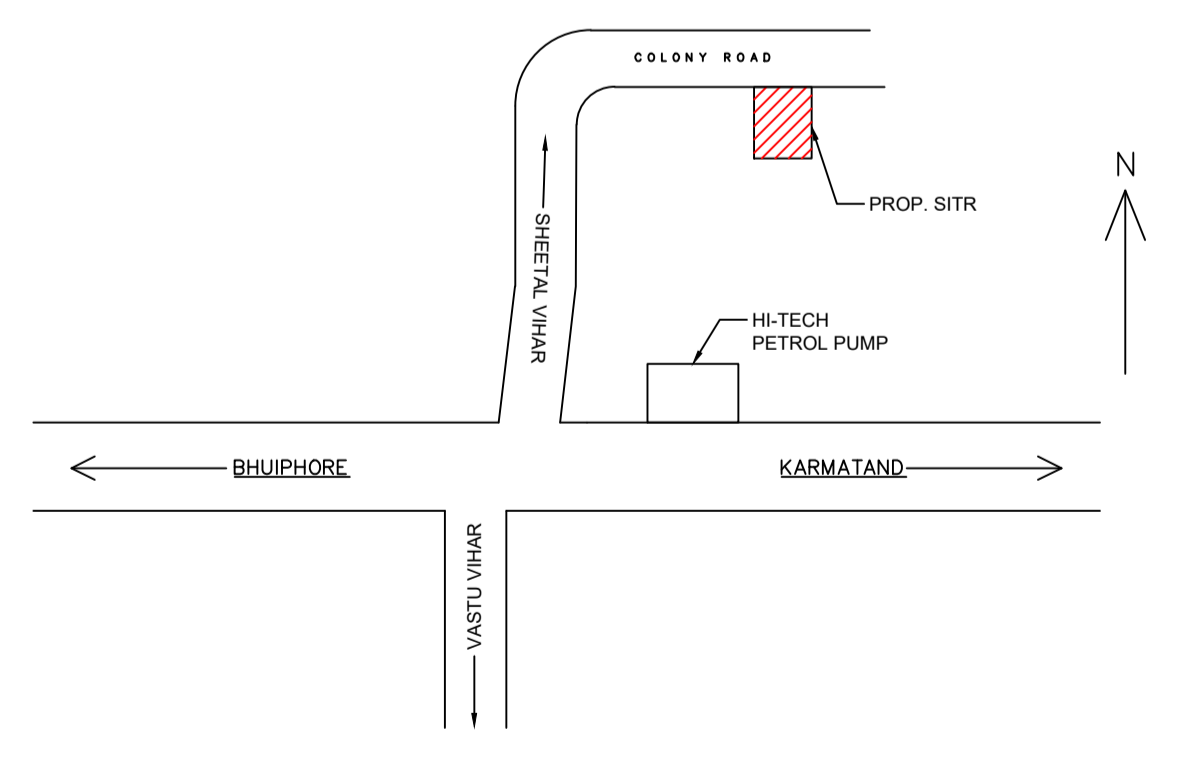 COLONY ROAD
N
PROP. SITR
SHEETAL VIHAR
HI-TECH
PETROL PUMP
BHUIPHORE
KARMATAND
VASTU VIHAR